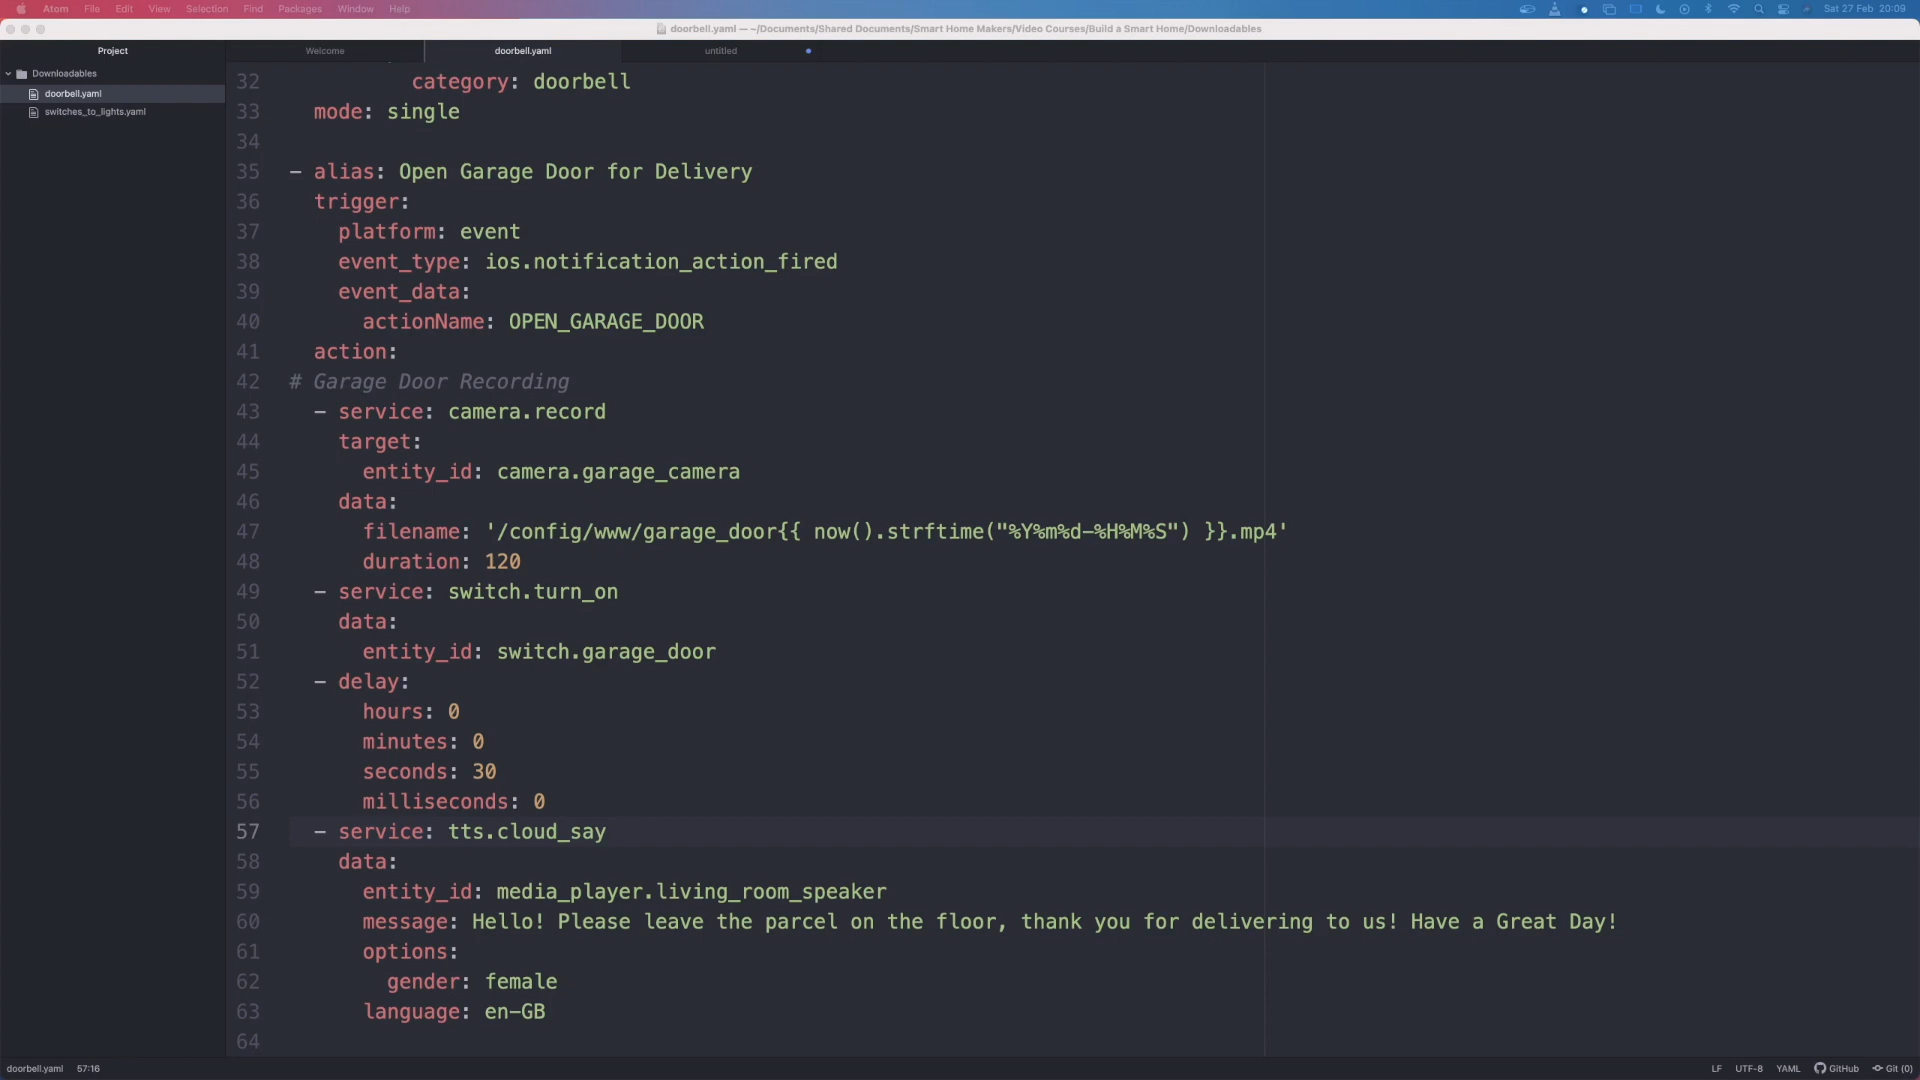 Atom File Edit View Selection Find Packages Window Help Sat 27 Feb 20:09
doorbell.yaml — ~/Documents/Shared Documents/Smart Home Makers/Video Courses/Build a Smart Home/Downloadables
Project Welcome doorbell.yaml untitled
Downloadables
doorbell.yaml
switches_to_lights.yaml
32 category: doorbell
33 mode: single
34
35 - alias: Open Garage Door for Delivery
36 trigger:
37 platform: event
38 event_type: ios.notification_action_fired
39 event_data:
40 actionName: OPEN_GARAGE_DOOR
41 action:
42 # Garage Door Recording
43 - service: camera.record
44 target:
45 entity_id: camera.garage_camera
46 data:
47 filename: '/config/www/garage_door{{ now().strftime("%Y%m%d-%H%M%S") }}.mp4'
48 duration: 120
49 - service: switch.turn_on
50 data:
51 entity_id: switch.garage_door
52 - delay:
53 hours: 0
54 minutes: 0
55 seconds: 30
56 milliseconds: 0
57 - service: tts.cloud_say
58 data:
59 entity_id: media_player.living_room_speaker
60 message: Hello! Please leave the parcel on the floor, thank you for delivering to us! Have a Great Day!
61 options:
62 gender: female
63 language: en-GB
64
doorbell.yaml 57:16 LF UTF-8 YAML GitHub Git (0)